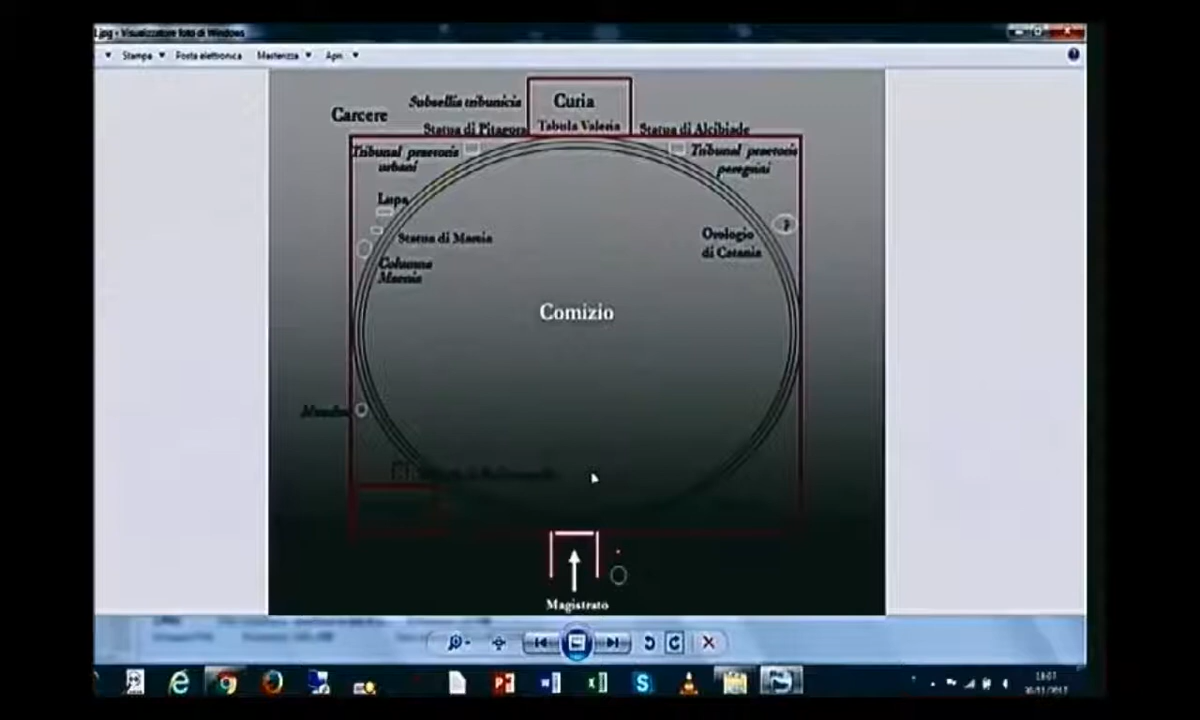 Visualizzatore foto di Windows
Stampa
Posta elettronica
Masterizza
Apri
Subsellia tribunicia
Curia
Carcere
Statua di Pitagora
Tabula Valeria
Statua di Alcibiade
Tribunal praetoris
urbani
Tribunal praetoris
peregrini
Lupa
Statua di Marsia
Orologio
di Catania
Columna
Maenia
Comizio
Magistrato